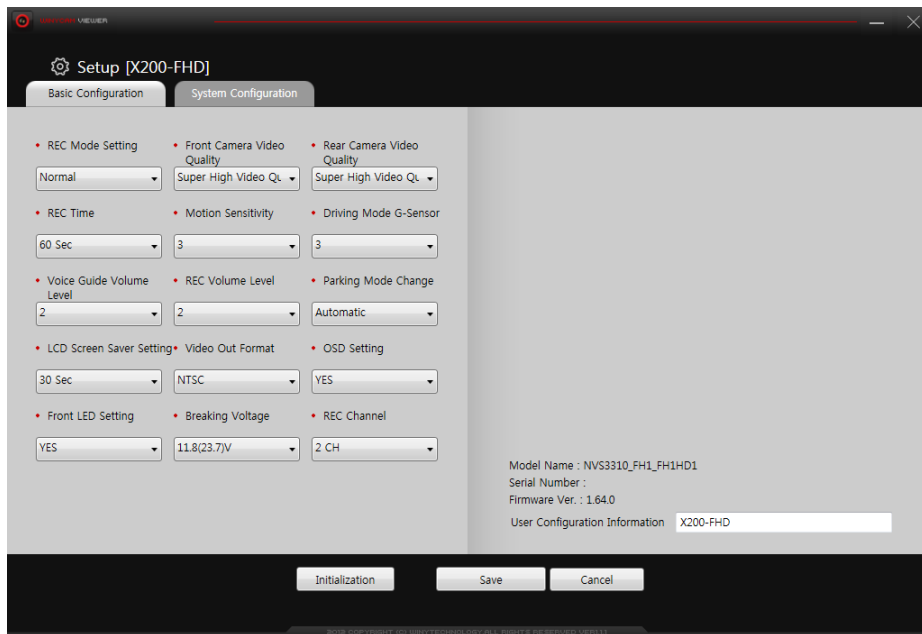 VIEWER
Setup [X200-FHD]
Basic Configuration
System Configuration
REC Mode Setting
Front Camera Video
Quality
Rear Camera Video
Quality
Normal
Super High Video Qu
Super High Video Qu
REC Time
Motion Sensitivity
Driving Mode G-Sensor
60 Sec
3
3
Voice Guide Volume
Level
REC Volume Level
Parking Mode Change
2
2
Automatic
LCD Screen Saver Setting
Video Out Format
OSD Setting
30 Sec
NTSC
YES
Front LED Setting
Breaking Voltage
REC Channel
YES
11.8(23.7)V
2 CH
Model Name : NVS3310_FH1_FH1HD1
Serial Number :
Firmware Ver. : 1.64.0
User Configuration Information
X200-FHD
Initialization
Save
Cancel